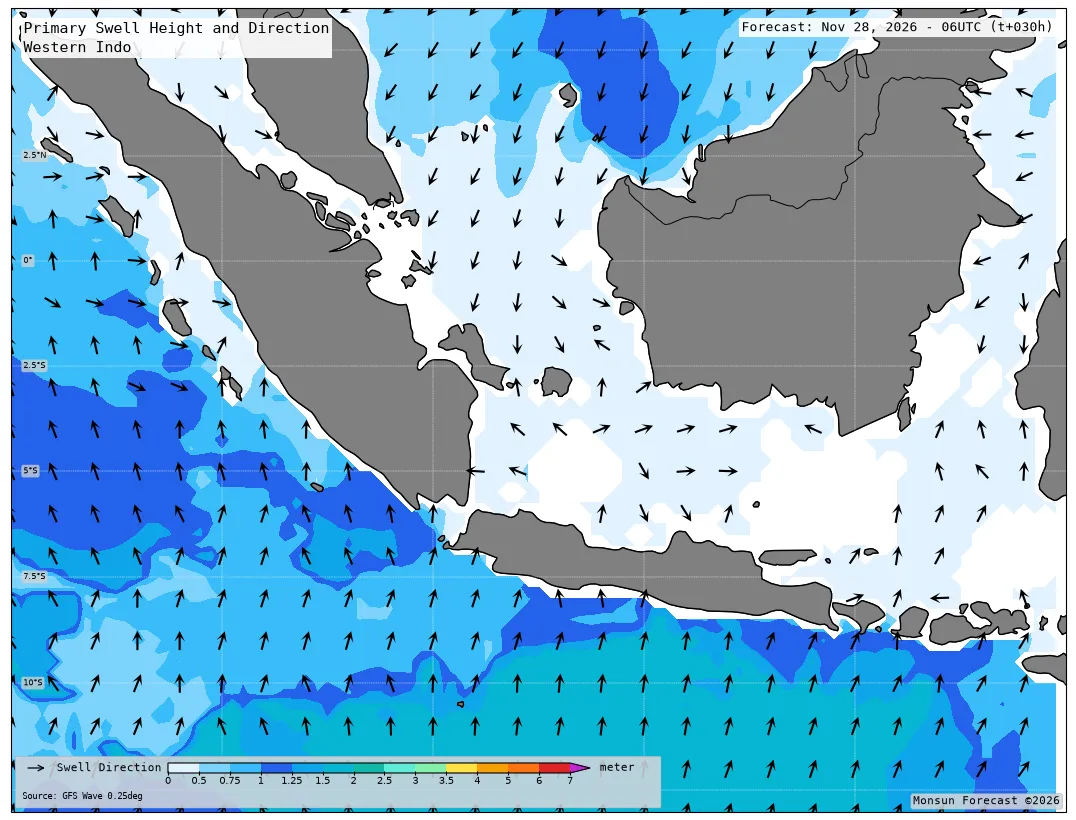 Primary Swell Height and Direction
Western Indo
Forecast: Nov 28, 2026 - 06UTC (t+030h)
2.5°N
0°
2.5°S
5°S
7.5°S
10°S
Swell Direction
0 0.5 0.75 1 1.25 1.5 2 2.5 3 3.5 4 5 6 7
meter
Source: GFS Wave 0.25deg
Monsun Forecast ©2026